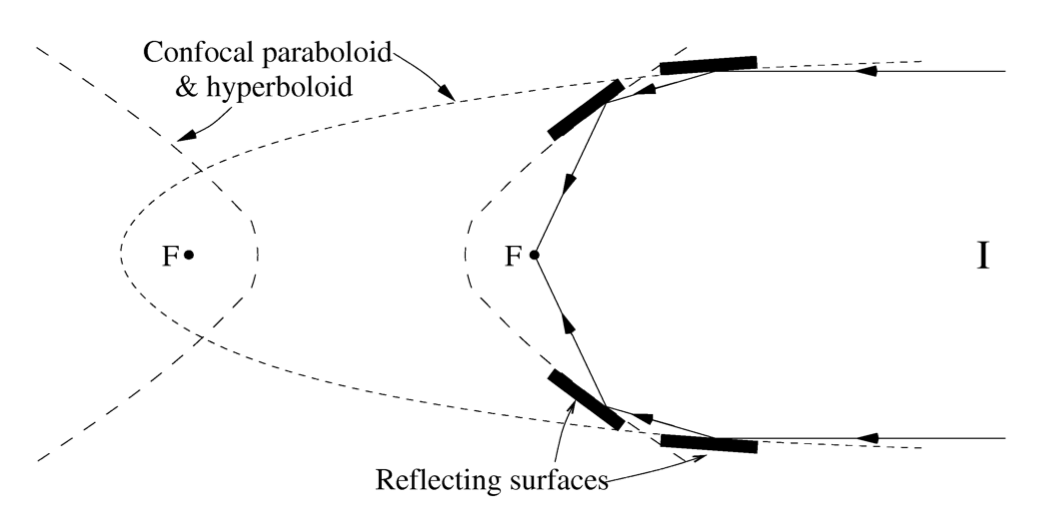 Confocal paraboloid
& hyperboloid
F
F
I
Reflecting surfaces